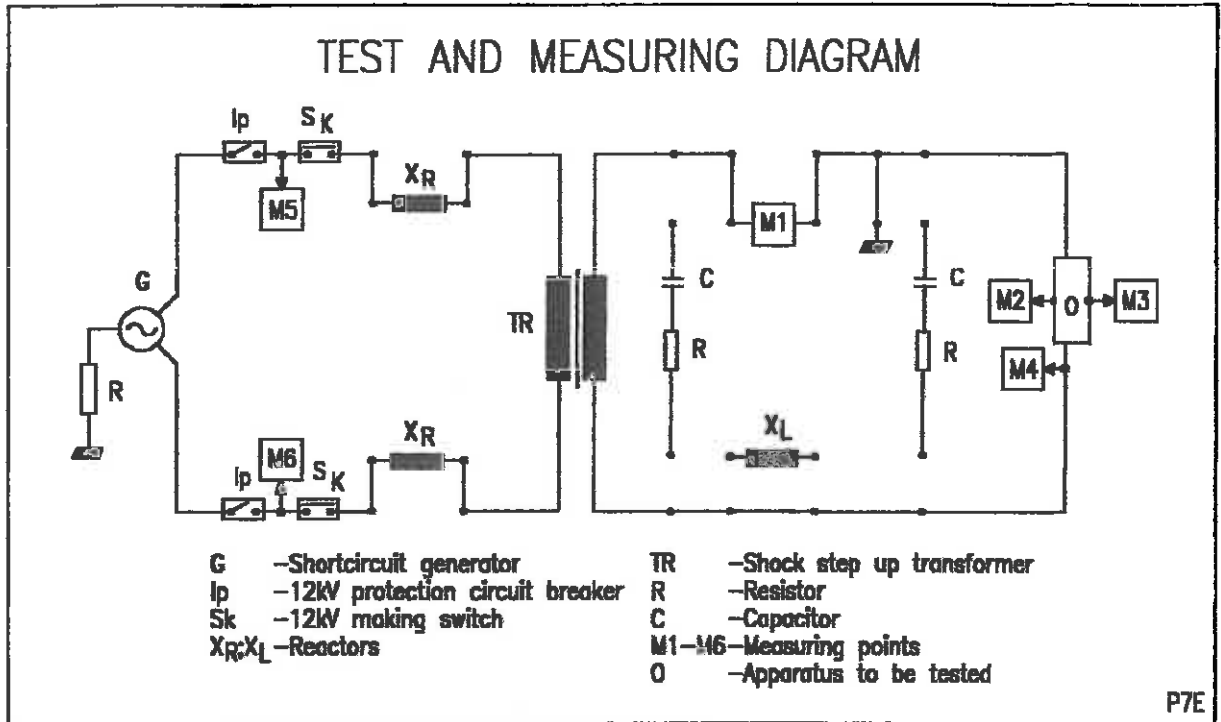 TEST AND MEASURING DIAGRAM
Ip
SK
M5
XR
M1
G
C
C
M2
O
M3
TR
R
R
M4
R
XR
XL
M6
Ip
SK
G –Shortcircuit generator
Ip –12kV protection circuit breaker
Sk –12kV making switch
XR;XL –Reactors
TR –Shock step up transformer
R –Resistor
C –Capacitor
M1–M6–Measuring points
O –Apparatus to be tested
P7E